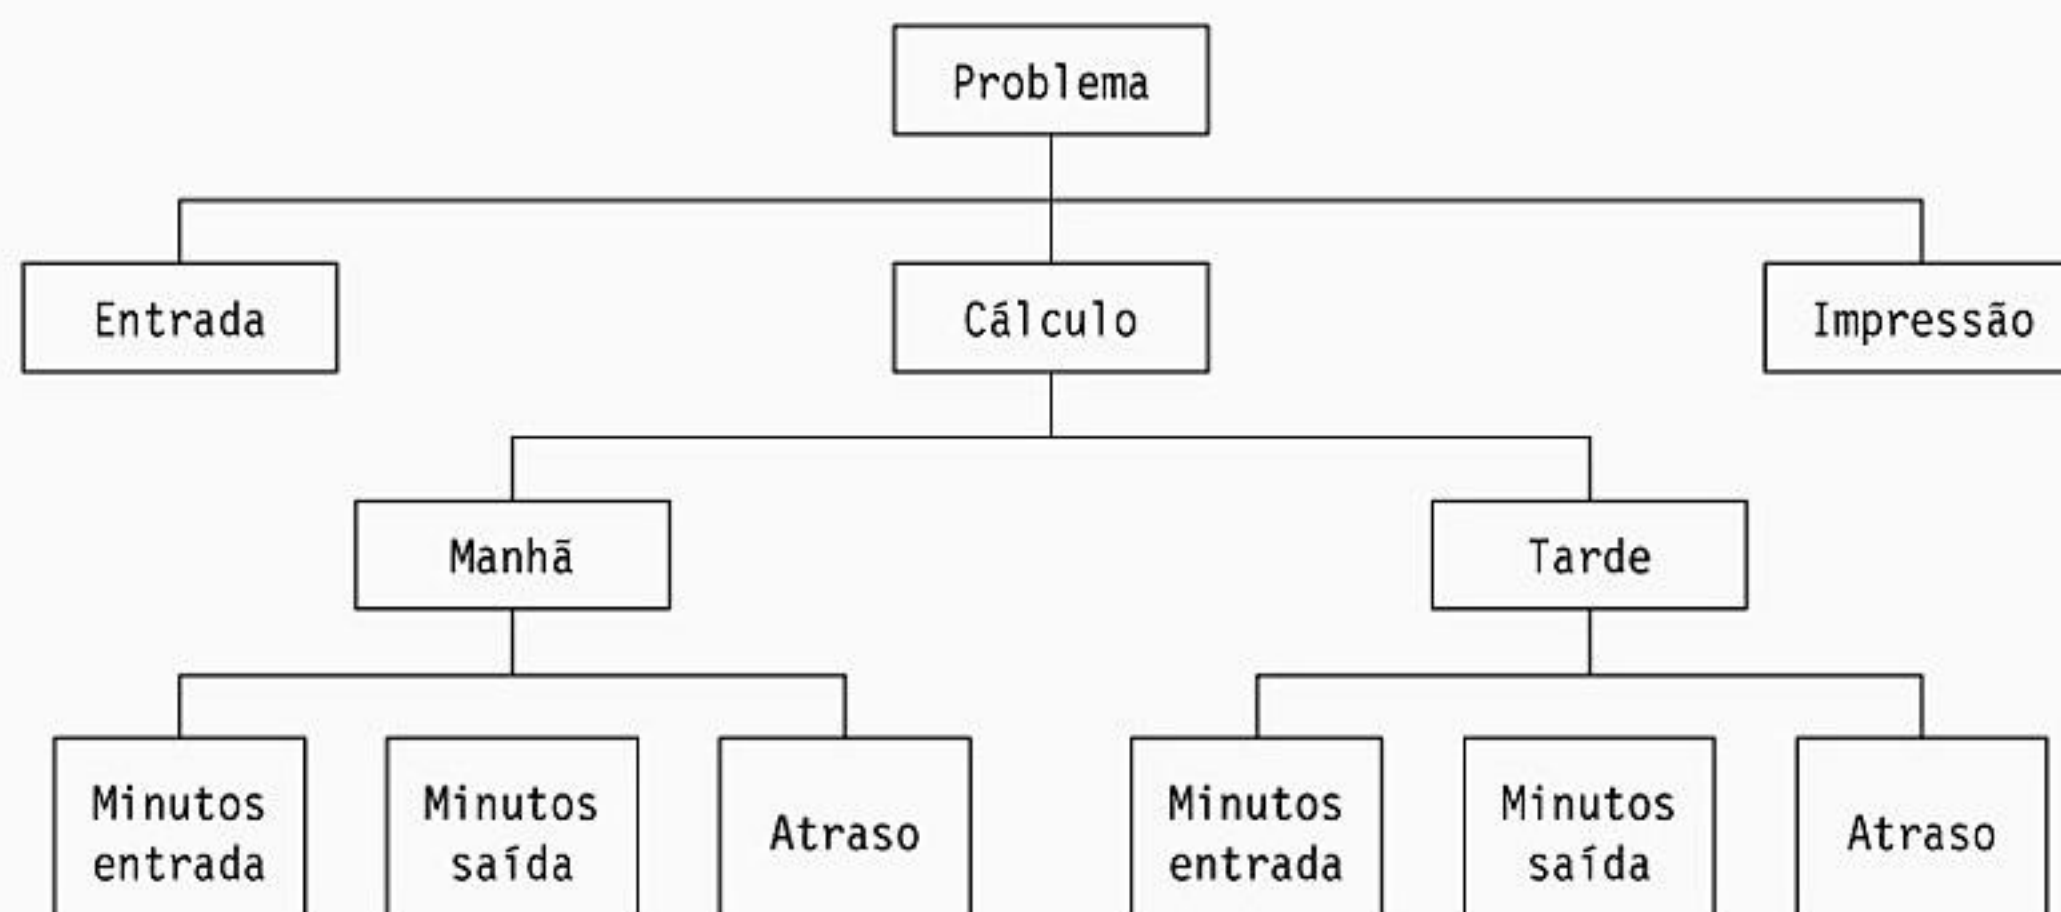 Problema
Entrada
Cálculo
Impressão
Manhã
Tarde
Minutos
entrada
Minutos
saída
Atraso
Minutos
entrada
Minutos
saída
Atraso